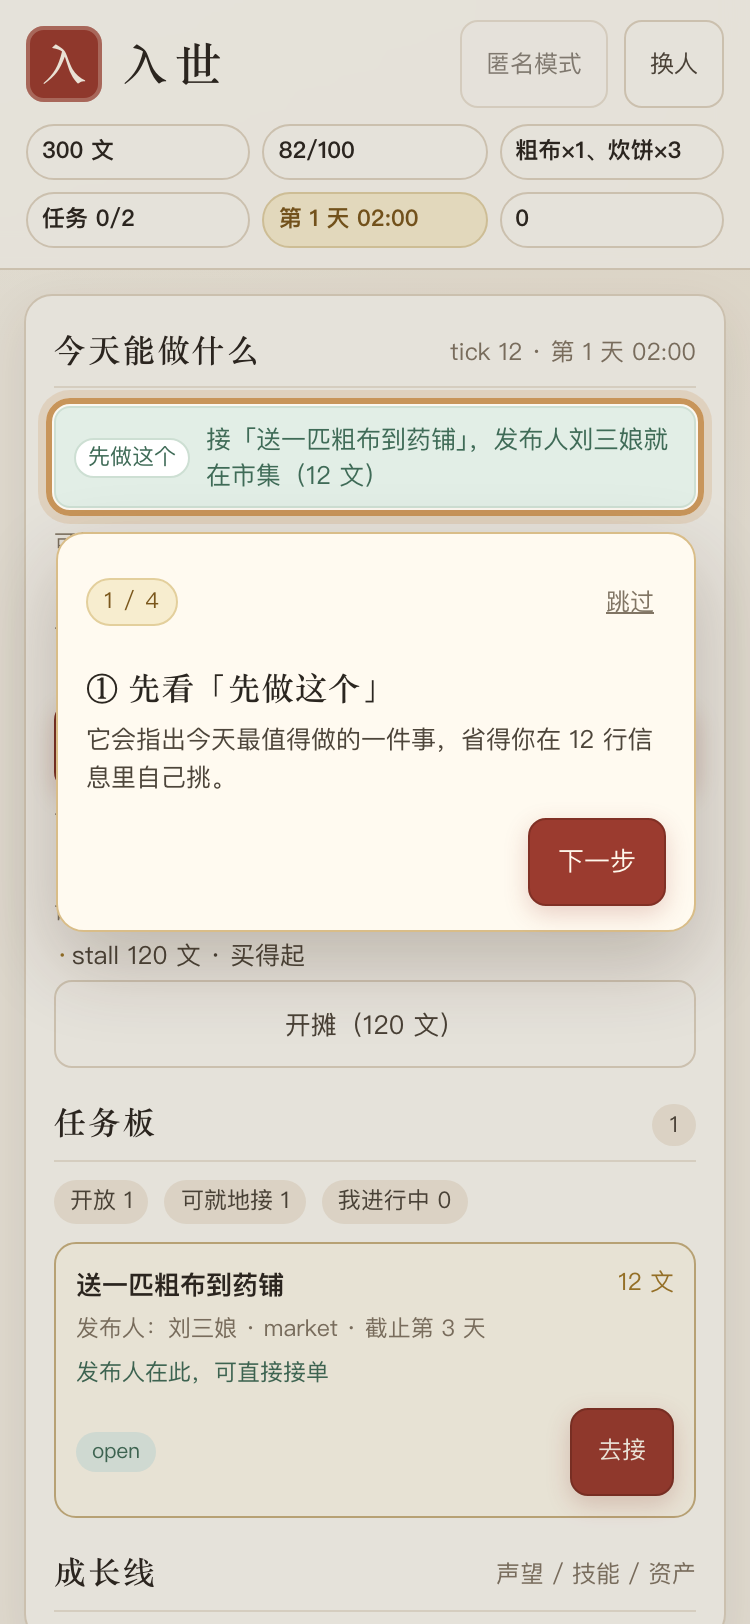 入
入世
匿名模式
换人
300 文
82/100
粗布×1、炊饼×3
任务 0/2
第 1 天 02:00
0
今天能做什么
tick 12 · 第 1 天 02:00
先做这个
接「送一匹粗布到药铺」，发布人刘三娘就
在市集（12 文）
1 / 4
跳过
① 先看「先做这个」
它会指出今天最值得做的一件事，省得你在 12 行信
息里自己挑。
下一步
· stall 120 文 · 买得起
开摊（120 文）
任务板
1
开放 1
可就地接 1
我进行中 0
送一匹粗布到药铺
12 文
发布人：刘三娘 · market · 截止第 3 天
发布人在此，可直接接单
open
去接
成长线
声望 / 技能 / 资产